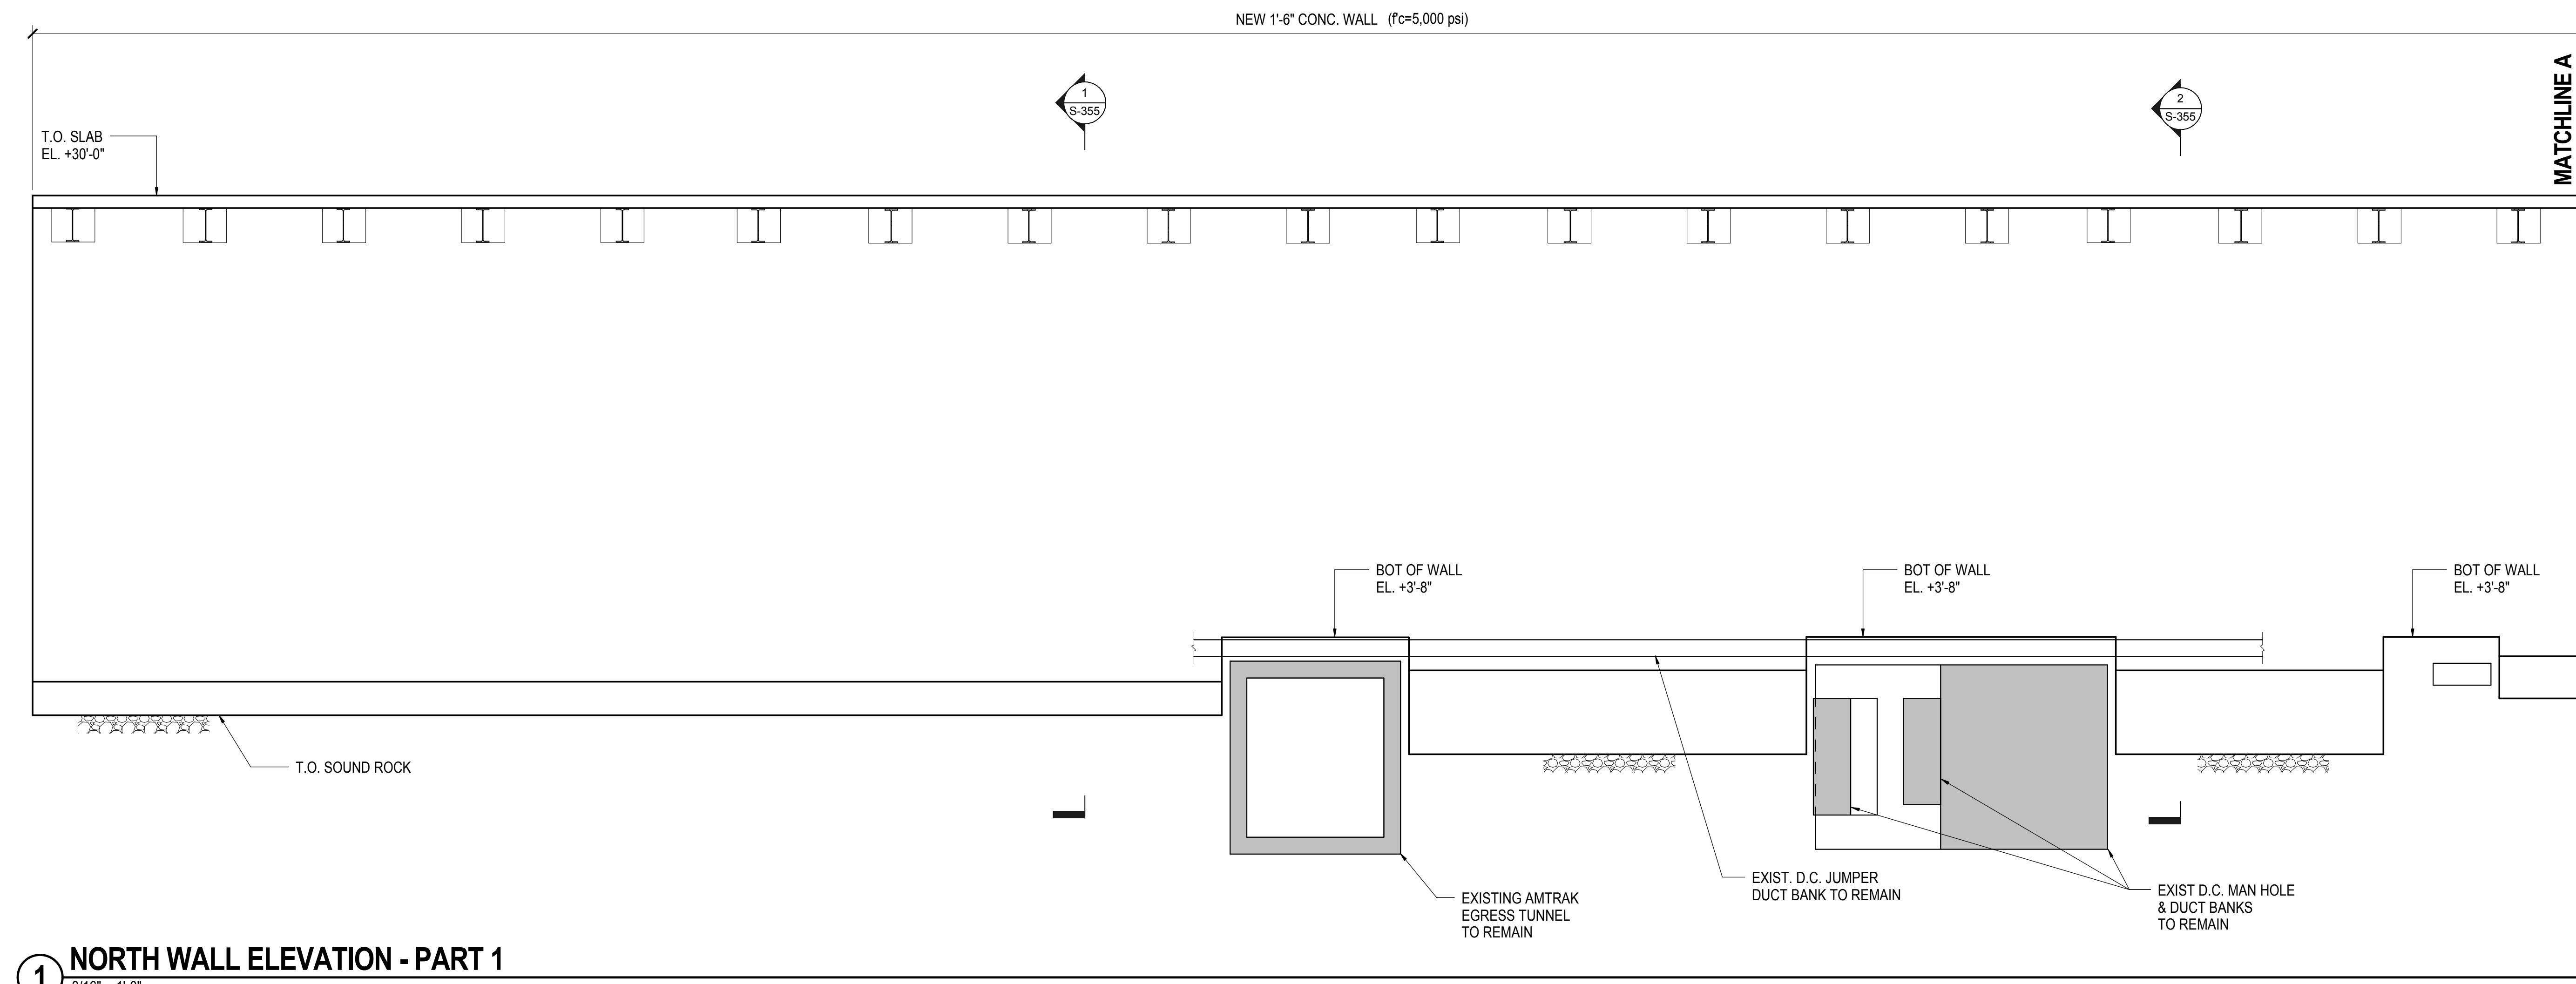 NEW 1'-6" CONC. WALL (f'c=5,000 psi)
MATCHLINE A
1
S-355
2
S-355
T.O. SLAB
EL. +30'-0"
BOT OF WALL
EL. +3'-8"
BOT OF WALL
EL. +3'-8"
BOT OF WALL
EL. +3'-8"
T.O. SOUND ROCK
EXIST. D.C. JUMPER
DUCT BANK TO REMAIN
EXISTING AMTRAK
EGRESS TUNNEL
TO REMAIN
EXIST D.C. MAN HOLE
& DUCT BANKS
TO REMAIN
1
NORTH WALL ELEVATION - PART 1